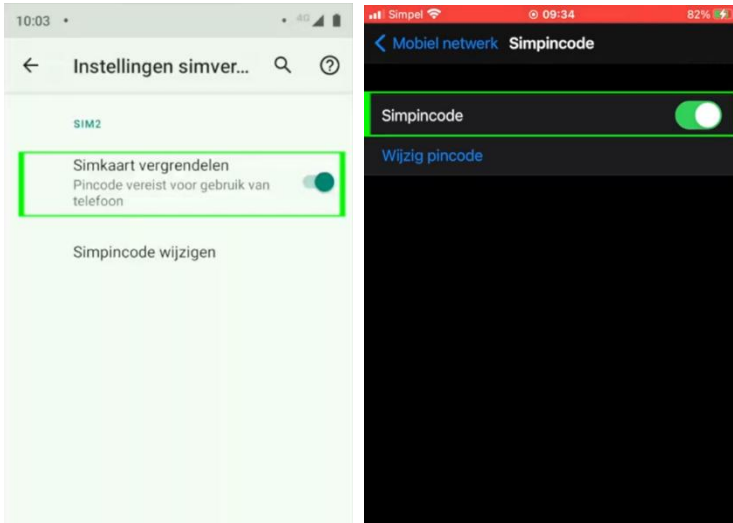 10:03
4G
Instellingen simver...
SIM2
Simkaart vergrendelen
Pincode vereist voor gebruik van
telefoon
Simpincode wijzigen
Simpel
09:34
82%
Mobiel netwerk
Simpincode
Simpincode
Wijzig pincode